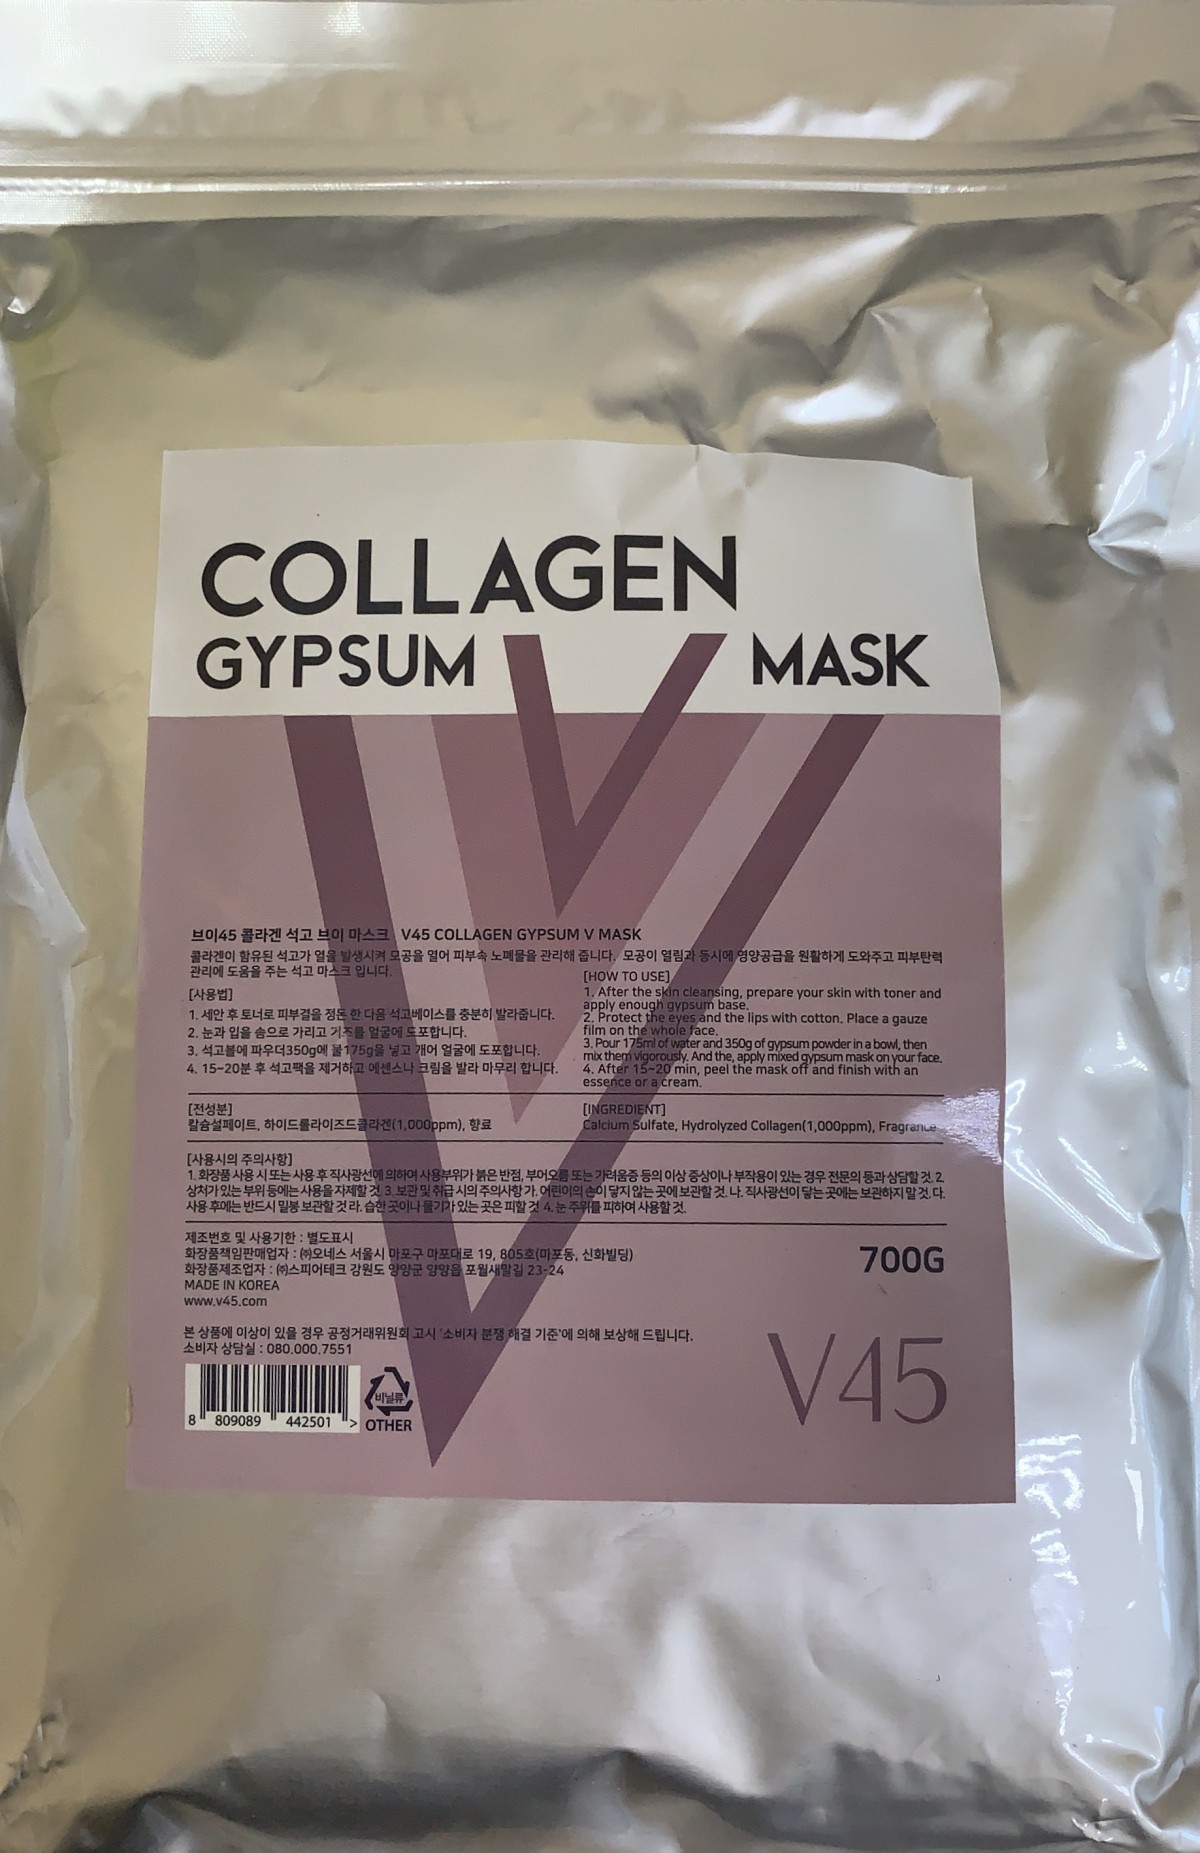 COLLAGEN
GYPSUM V MASK
브이45 콜라겐 석고 브이 마스크 V45 COLLAGEN GYPSUM V MASK
콜라겐이 함유된 석고가 열을 발생시켜 모공을 열어 피부속 노폐물을 관리해 줍니다. 모공이 열림과 동시에 영양공급을 원활하게 도와주고 피부탄력
관리에 도움을 주는 석고 마스크 입니다.
[사용법]
1. 세안 후 토너로 피부결을 정돈 한 다음 석고베이스를 충분히 발라줍니다.
2. 눈과 입을 솜으로 가리고 거즈를 얼굴에 도포합니다.
3. 석고볼에 파우더350g에 물175g을 넣고 개어 얼굴에 도포합니다.
4. 15~20분 후 석고팩을 제거하고 에센스나 크림을 발라 마무리 합니다.
[HOW TO USE]
1. After the skin cleansing, prepare your skin with toner and
apply enough gypsum base.
2. Protect the eyes and the lips with cotton. Place a gauze
film on the whole face.
3. Pour 175ml of water and 350g of gypsum powder in a bowl, then
mix them vigorously. And the, apply mixed gypsum mask on your face.
4. After 15~20 min, peel the mask off and finish with an
essence or a cream.
[전성분]
칼슘설페이트, 하이드롤라이즈드콜라겐(1,000ppm), 향료
[INGREDIENT]
Calcium Sulfate, Hydrolyzed Collagen(1,000ppm), Fragrance
[사용시의 주의사항]
1. 화장품 사용 시 또는 사용 후 직사광선에 의하여 사용부위가 붉은 반점, 부어오름 또는 가려움증 등의 이상 증상이나 부작용이 있는 경우 전문의 등과 상담할 것. 2.
상처가 있는 부위 등에는 사용을 자제할 것. 3. 보관 및 취급 시의 주의사항 가. 어린이의 손이 닿지 않는 곳에 보관할 것. 나. 직사광선이 닿는 곳에는 보관하지 말 것. 다.
사용 후에는 반드시 밀봉 보관할 것 라. 습한 곳이나 물기가 있는 곳은 피할 것 4. 눈 주위를 피하여 사용할 것.
제조번호 및 사용기한 : 별도표시
화장품책임판매업자 : ㈜오네스 서울시 마포구 마포대로 19, 805호(마포동, 신화빌딩)
화장품제조업자 : ㈜스피어테크 강원도 양양군 양양읍 포월새말길 23-24
MADE IN KOREA
www.v45.com
700G
본 상품에 이상이 있을 경우 공정거래위원회 고시 '소비자 분쟁 해결 기준'에 의해 보상해 드립니다.
소비자 상담실 : 080.000.7551
8 809089 442501 >
비닐류
OTHER
V45